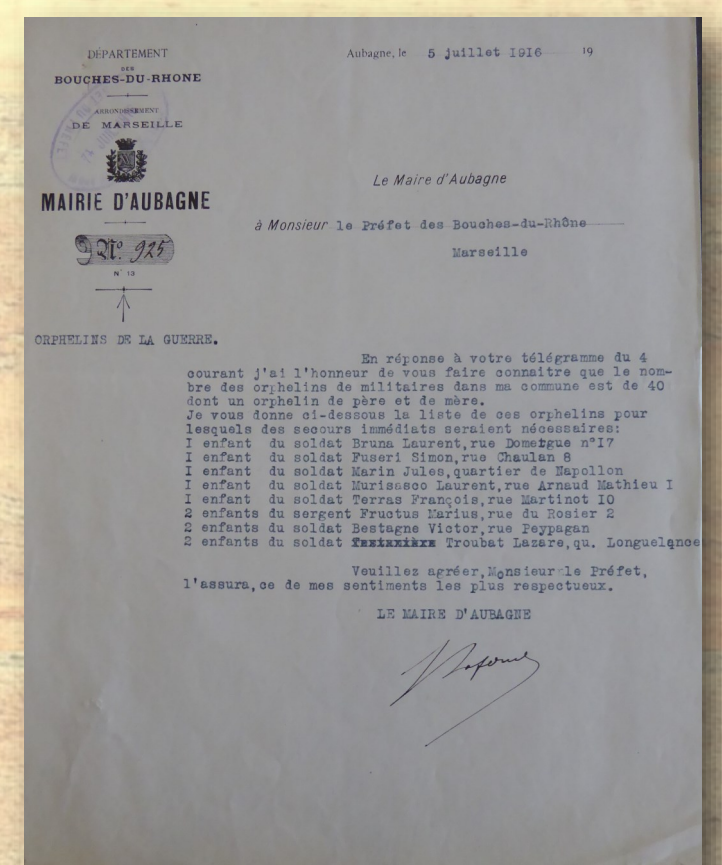 DÉPARTEMENT
DES
BOUCHES-DU-RHONE
ARRONDISSEMENT
DE MARSEILLE
MAIRIE D'AUBAGNE
N° 925
N° 13
ORPHELINS DE LA GUERRE.
Aubagne, le 5 juillet 1916 19
Le Maire d'Aubagne
à Monsieur le Préfet des Bouches-du-Rhône
Marseille
En réponse à votre télégramme du 4
courant j'ai l'honneur de vous faire connaitre que le nom-
bre des orphelins de militaires dans ma commune est de 40
dont un orphelin de père et de mère.
Je vous donne ci-dessous la liste de ces orphelins pour
lesquels des secours immédiats seraient nécessaires:
I enfant du soldat Bruna Laurent,rue Domergue n°I7
I enfant du soldat Fuseri Simon,rue Chaulan 8
I enfant du soldat Marin Jules,quartier de Napollon
I enfant du soldat Murisasco Laurent,rue Arnaud Mathieu I
I enfant du soldat Terras François,rue Martinot IO
2 enfants du sergent Fructus Marius,rue du Rosier 2
2 enfants du soldat Bestagne Victor,rue Peypagan
2 enfants du soldat Troubat Lazare,qu. Longuelance
Veuillez agréer,Monsieur le Préfet,
l'assura,ce de mes sentiments les plus respectueux.
LE MAIRE D'AUBAGNE